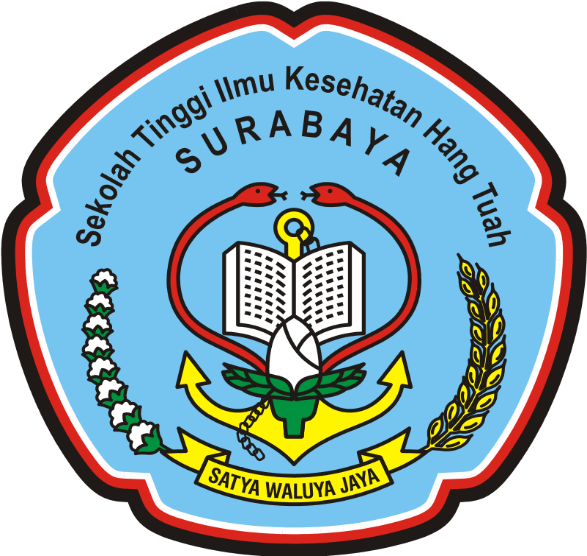 Sekolah Tinggi Ilmu Kesehatan Hang Tuah
SURABAYA
SATYA WALUYA JAYA